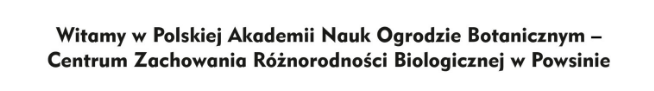 Witamy w Polskiej Akademii Nauk Ogrodzie Botanicznym –
Centrum Zachowania Różnorodności Biologicznej w Powsinie